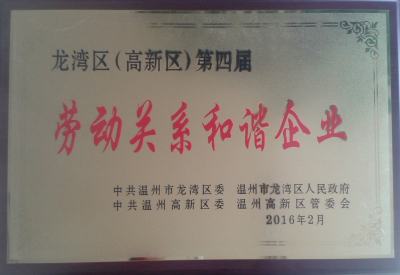 龙湾区(高新区)第四届
劳动关系和谐企业
中共温州市龙湾区委 温州市龙湾区人民政府
中共温州高新区委 温州高新区管委会
2016年2月